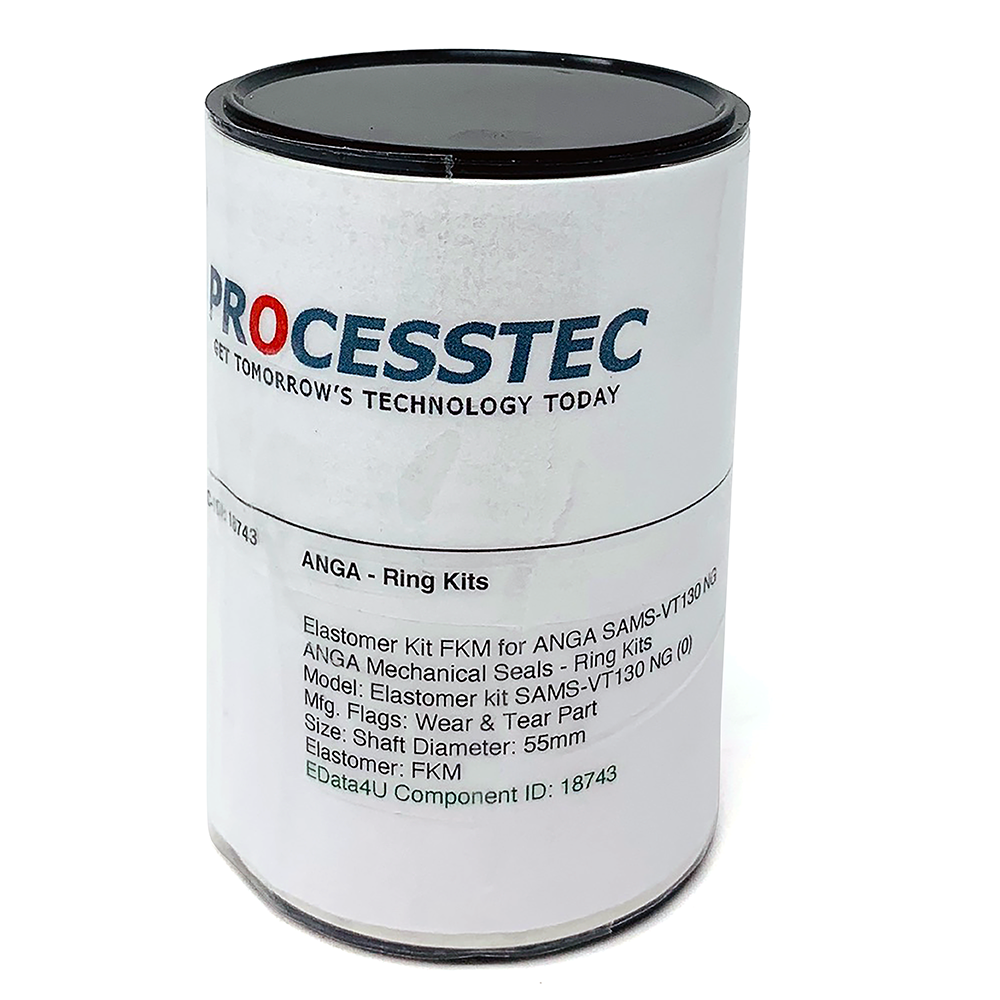 PROCESSTEC
GET TOMORROW'S TECHNOLOGY TODAY
18743
ANGA - Ring Kits
Elastomer Kit FKM for ANGA SAMS-VT130 NG
ANGA Mechanical Seals - Ring Kits
Model: Elastomer kit SAMS-VT130 NG (0)
Mfg. Flags: Wear & Tear Part
Size: Shaft Diameter: 55mm
Elastomer: FKM
EData4U Component ID: 18743